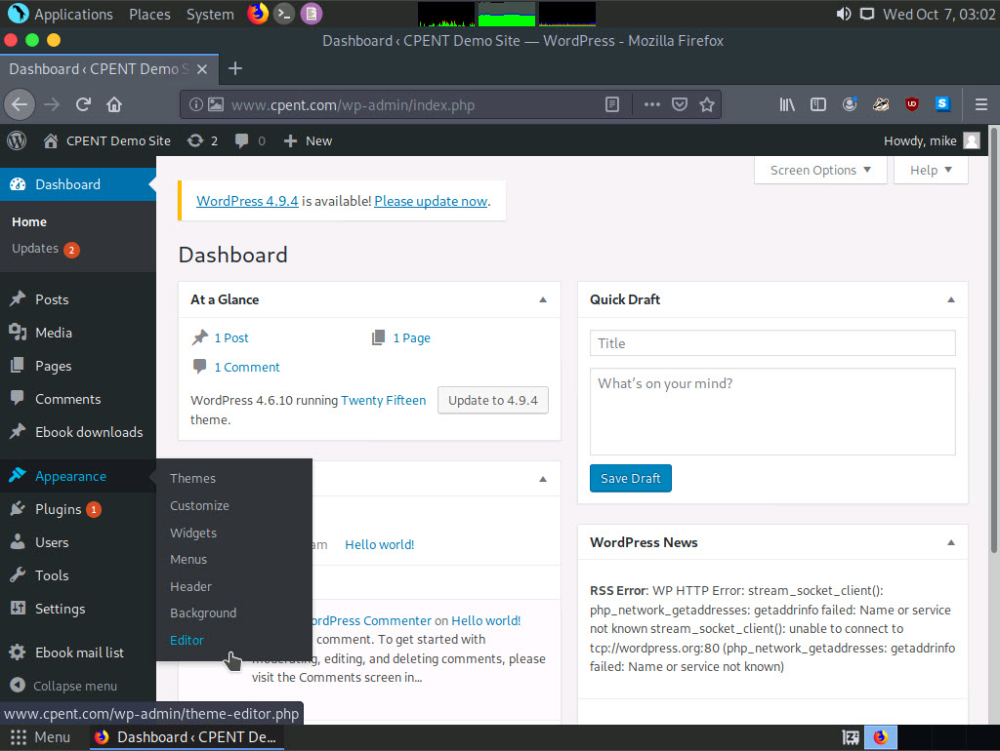 Applications Places System Wed Oct 7, 03:02
Dashboard ‹ CPENT Demo Site — WordPress - Mozilla Firefox
Dashboard ‹ CPENT Demo S
www.cpent.com/wp-admin/index.php
CPENT Demo Site 2 0 New Howdy, mike
Dashboard
Home
Updates 2
Posts
Media
Pages
Comments
Ebook downloads
Appearance
Plugins 1
Users
Tools
Settings
Ebook mail list
Collapse menu
Themes
Customize
Widgets
Menus
Header
Background
Editor
Screen Options Help
WordPress 4.9.4 is available! Please update now.
Dashboard
At a Glance
1 Post 1 Page
1 Comment
WordPress 4.6.10 running Twenty Fifteen
theme.
Update to 4.9.4
am Hello world!
ordPress Commenter on Hello world!
comment. To get started with
moderating, editing, and deleting comments, please
visit the Comments screen in…
Quick Draft
Title
What's on your mind?
Save Draft
WordPress News
RSS Error: WP HTTP Error: stream_socket_client():
php_network_getaddresses: getaddrinfo failed: Name or service
not known stream_socket_client(): unable to connect to
tcp://wordpress.org:80 (php_network_getaddresses: getaddrinfo
failed: Name or service not known)
www.cpent.com/wp-admin/theme-editor.php
Menu Dashboard ‹ CPENT De…